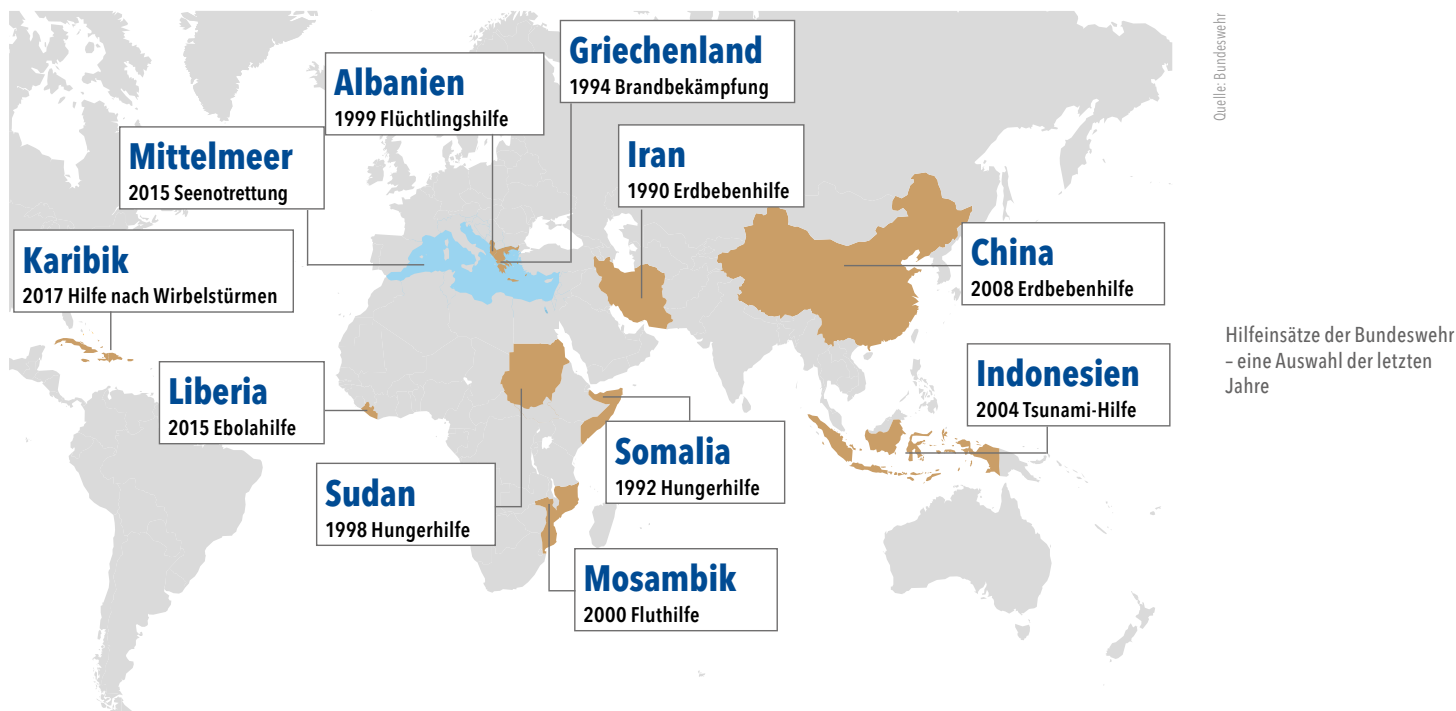 Griechenland
1994 Brandbekämpfung
Albanien
1999 Flüchtlingshilfe
Mittelmeer
2015 Seenotrettung
Iran
1990 Erdbebenhilfe
Karibik
2017 Hilfe nach Wirbelstürmen
China
2008 Erdbebenhilfe
Liberia
2015 Ebolahilfe
Indonesien
2004 Tsunami-Hilfe
Somalia
1992 Hungerhilfe
Sudan
1998 Hungerhilfe
Mosambik
2000 Fluthilfe
Quelle: Bundeswehr
Hilfeinsätze der Bundeswehr
– eine Auswahl der letzten
Jahre